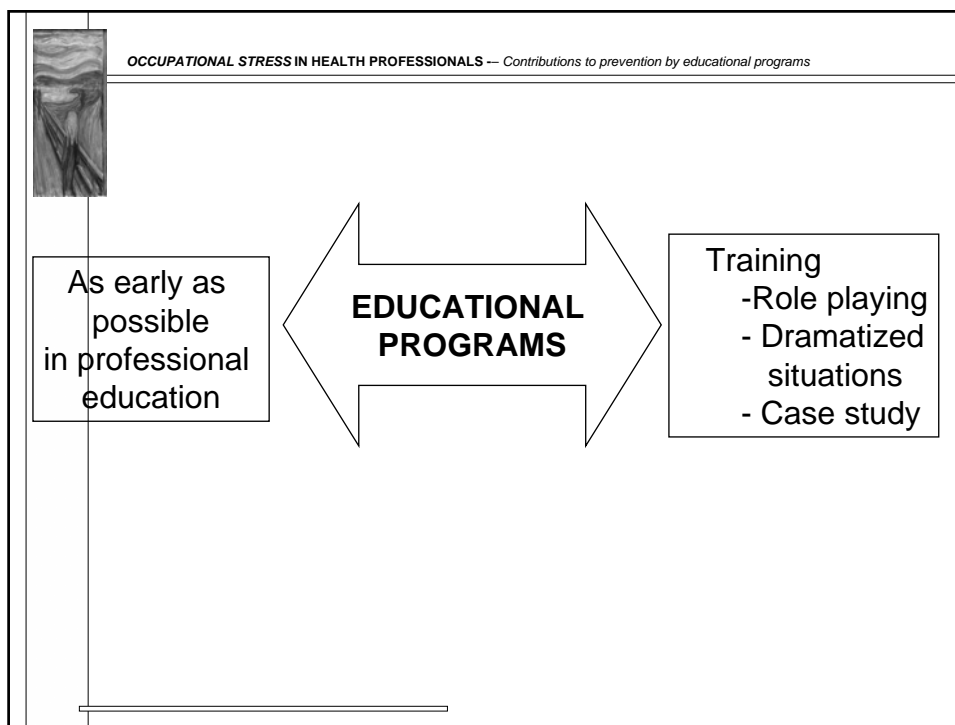 OCCUPATIONAL STRESS IN HEALTH PROFESSIONALS -– Contributions to prevention by educational programs
As early as
possible
in professional
education
EDUCATIONAL
PROGRAMS
Training
-Role playing
- Dramatized
situations
- Case study